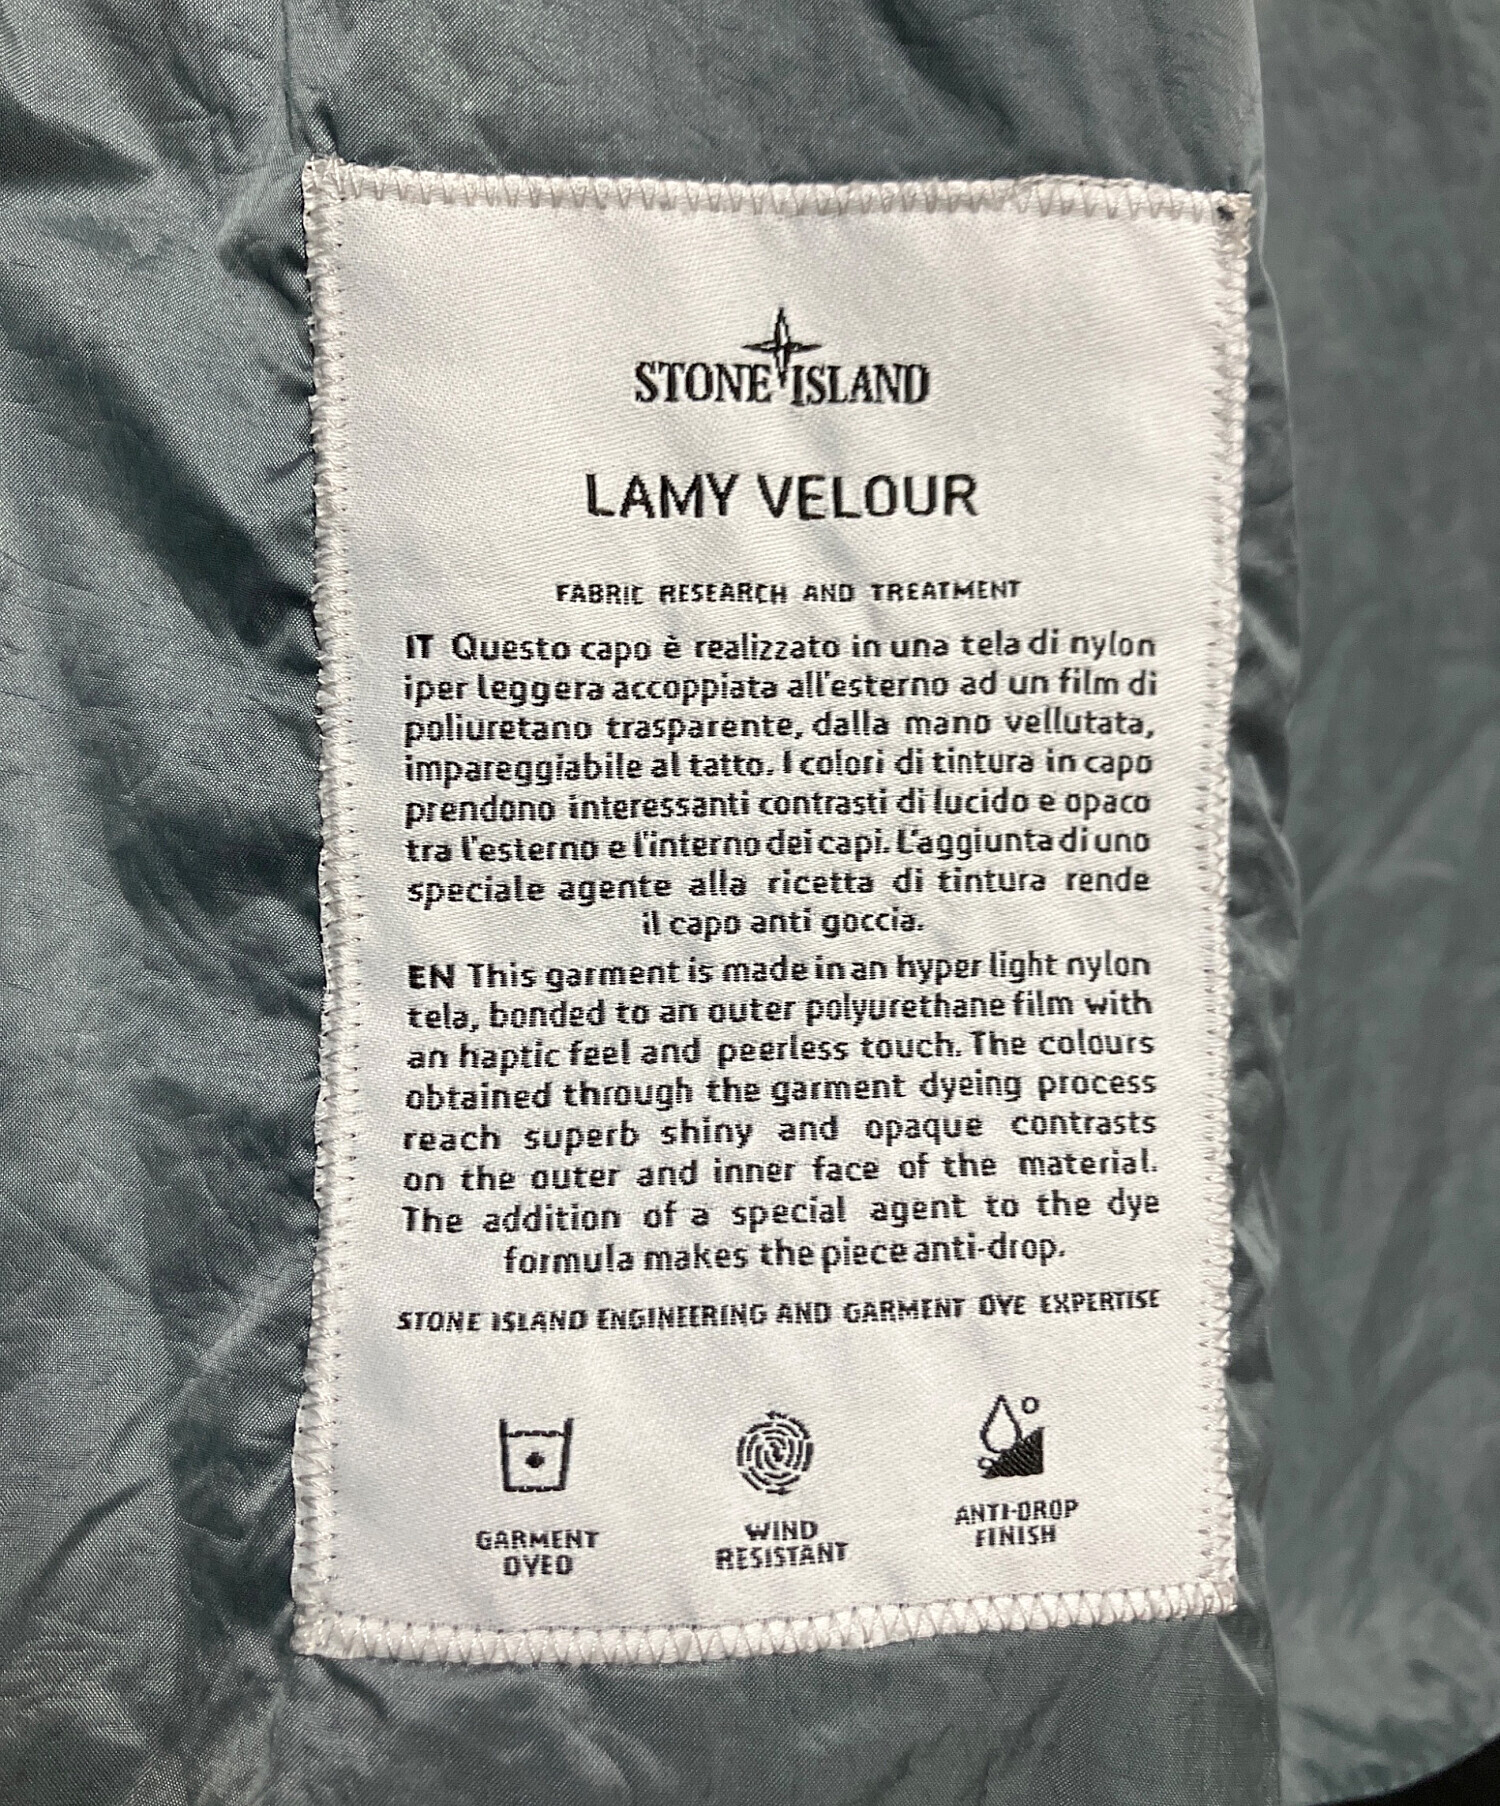 STONE ISLAND
LAMY VELOUR
FABRIC RESEARCH AND TREATMENT
IT Questo capo è realizzato in una tela di nylon
iper leggera accoppiata all'esterno ad un film di
poliuretano trasparente, dalla mano vellutata,
impareggiabile al tatto. I colori di tintura in capo
prendono interessanti contrasti di lucido e opaco
tra l'esterno e l'interno dei capi. L'aggiunta di uno
speciale agente alla ricetta di tintura rende
il capo anti goccia.
EN This garment is made in an hyper light nylon
tela, bonded to an outer polyurethane film with
an haptic feel and peerless touch. The colours
obtained through the garment dyeing process
reach superb shiny and opaque contrasts
on the outer and inner face of the material.
The addition of a special agent to the dye
formula makes the piece anti-drop.
STONE ISLAND ENGINEERING AND GARMENT DYE EXPERTISE
GARMENT
DYED
WIND
RESISTANT
ANTI-DROP
FINISH